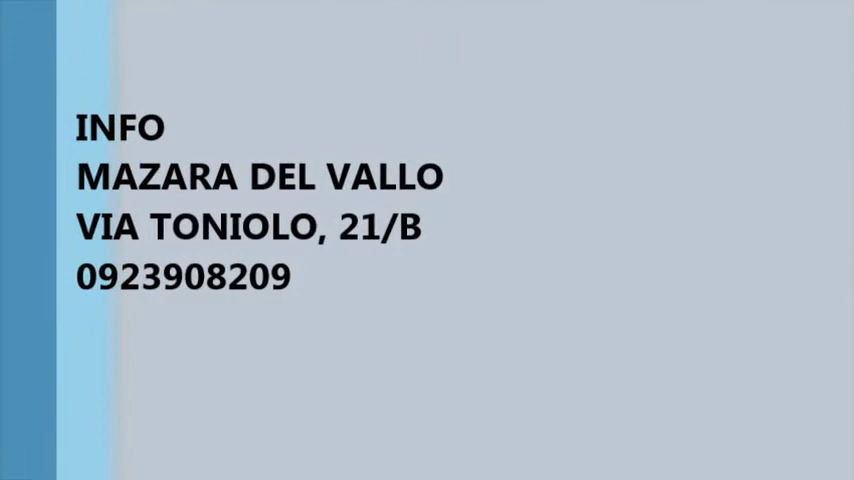 INFO
MAZARA DEL VALLO
VIA TONIOLO, 21/B
0923908209